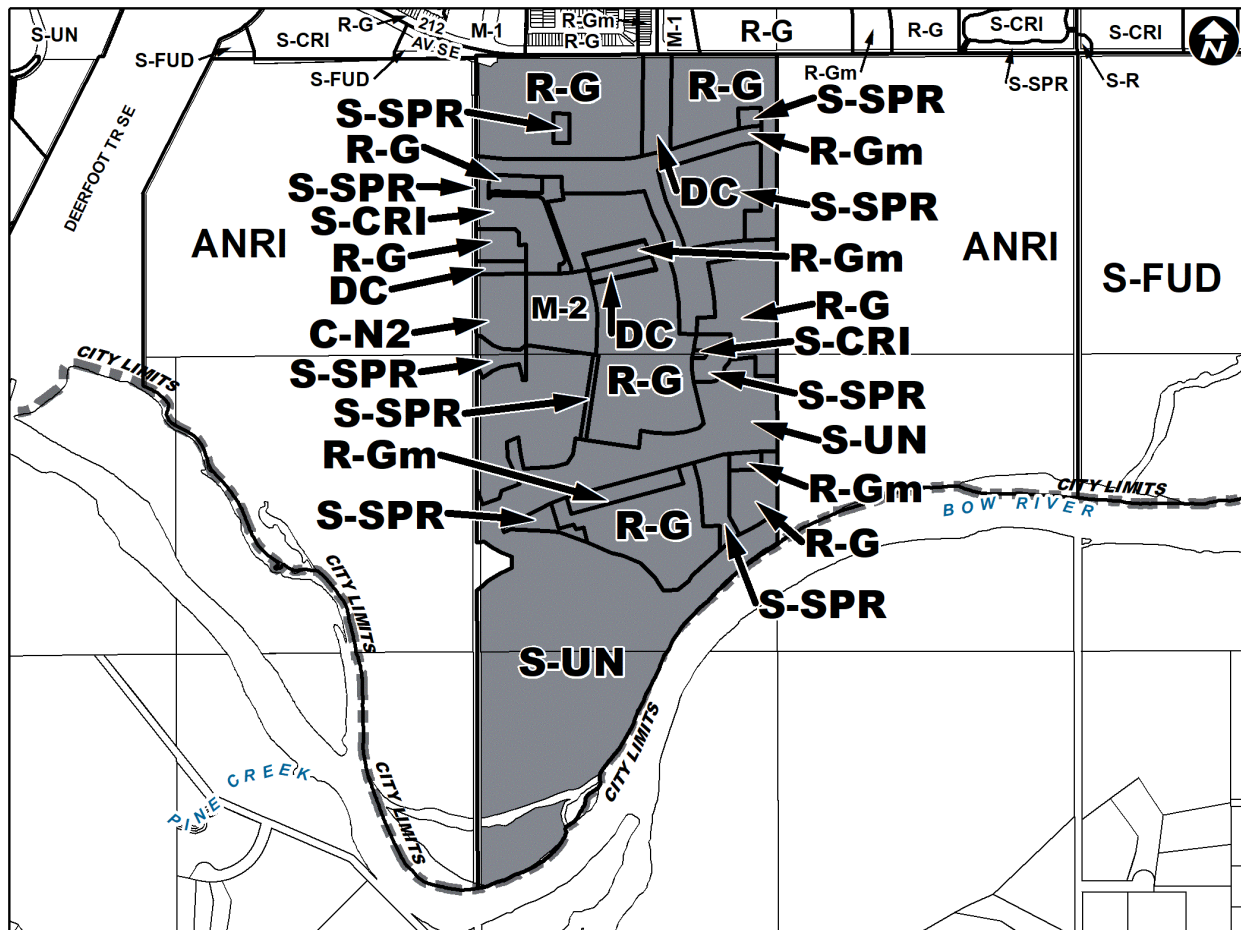 S-UN
R-G
212
AV SE
M-1
R-Gm
R-G
M-1
R-G
R-G
S-CRI
S-CRI
N
S-FUD
S-CRI
S-FUD
R-Gm
S-SPR
S-R
DEERFOOT TR SE
R-G
R-G
S-SPR
S-SPR
R-Gm
R-G
S-SPR
DC
S-SPR
S-CRI
ANRI
R-G
R-Gm
ANRI
S-FUD
DC
M-2
R-G
C-N2
DC
S-CRI
CITY LIMITS
S-SPR
R-G
S-SPR
S-SPR
S-UN
R-Gm
R-Gm
CITY LIMITS
BOW RIVER
S-SPR
R-G
R-G
CITY LIMITS
S-SPR
S-UN
CITY LIMITS
PINE CREEK
CITY LIMITS